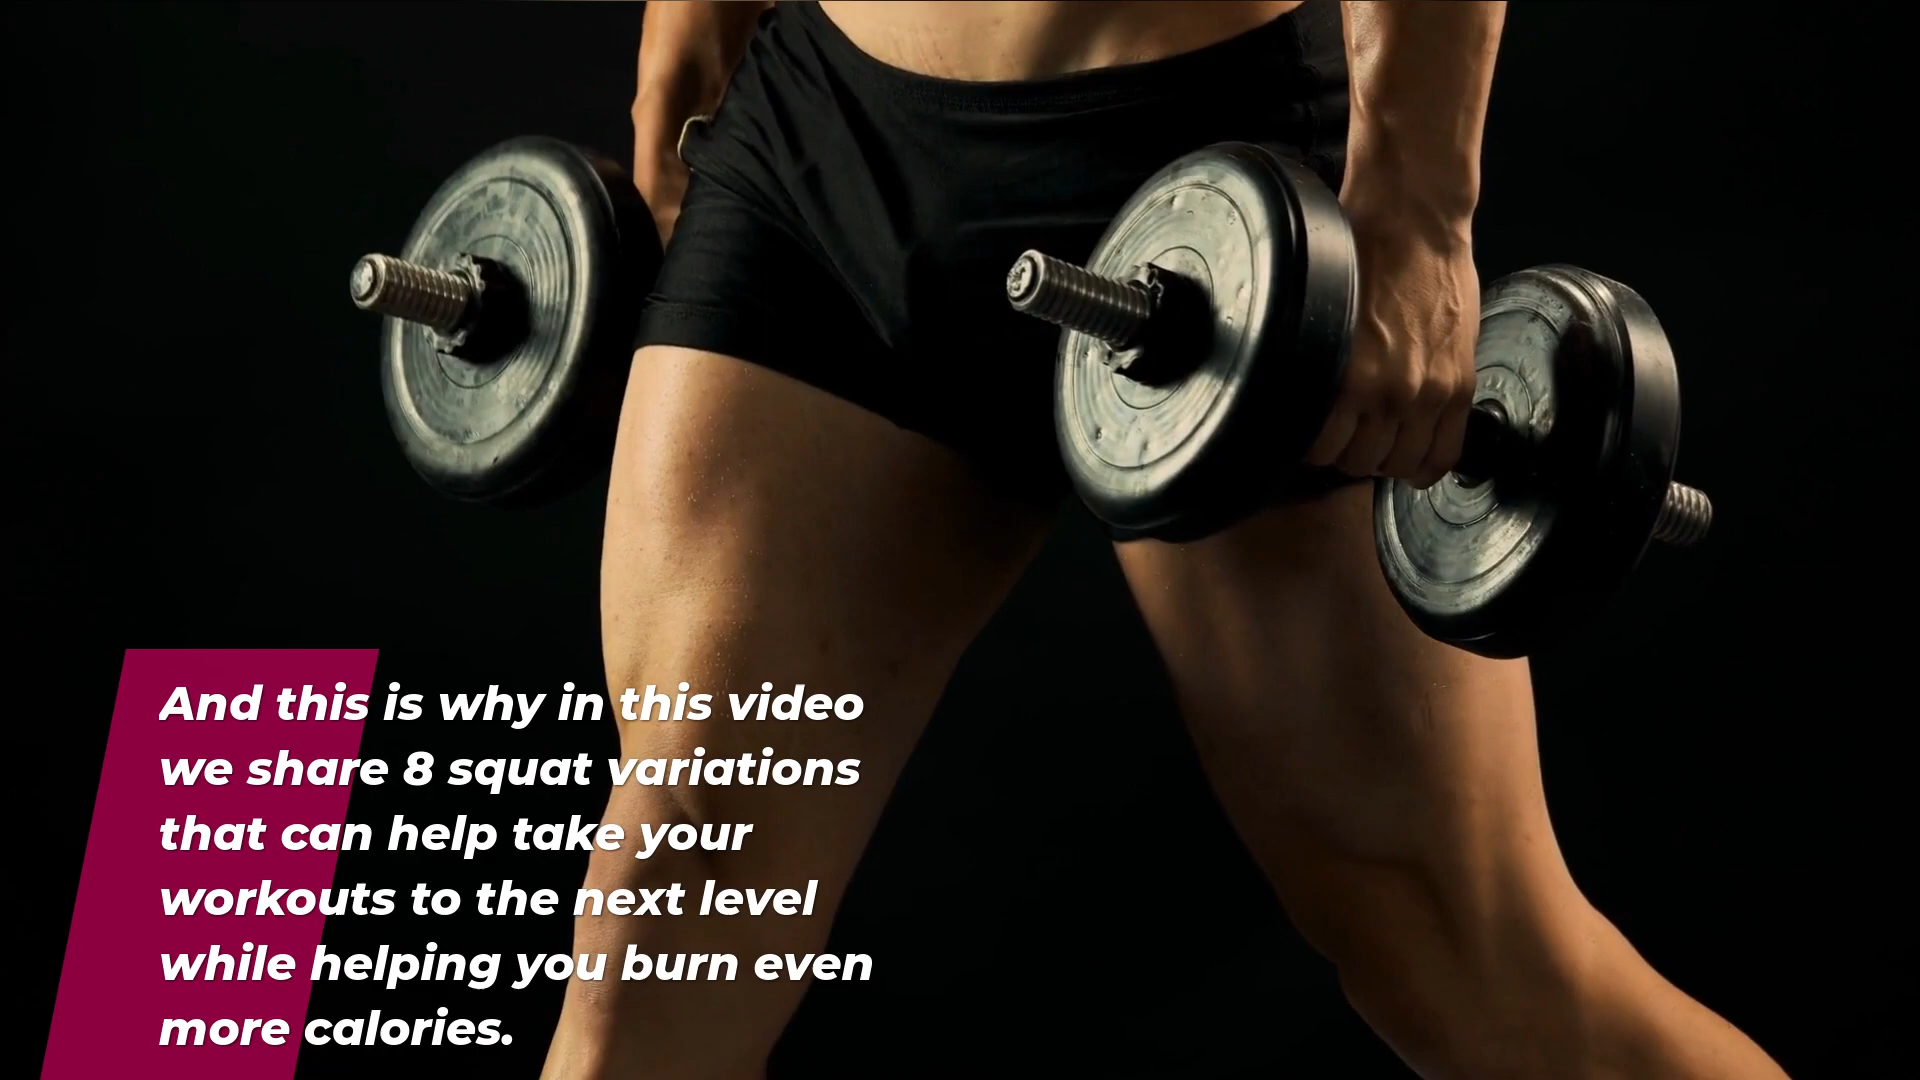 And this is why in this video
we share 8 squat variations
that can help take your
workouts to the next level
while helping you burn even
more calories.